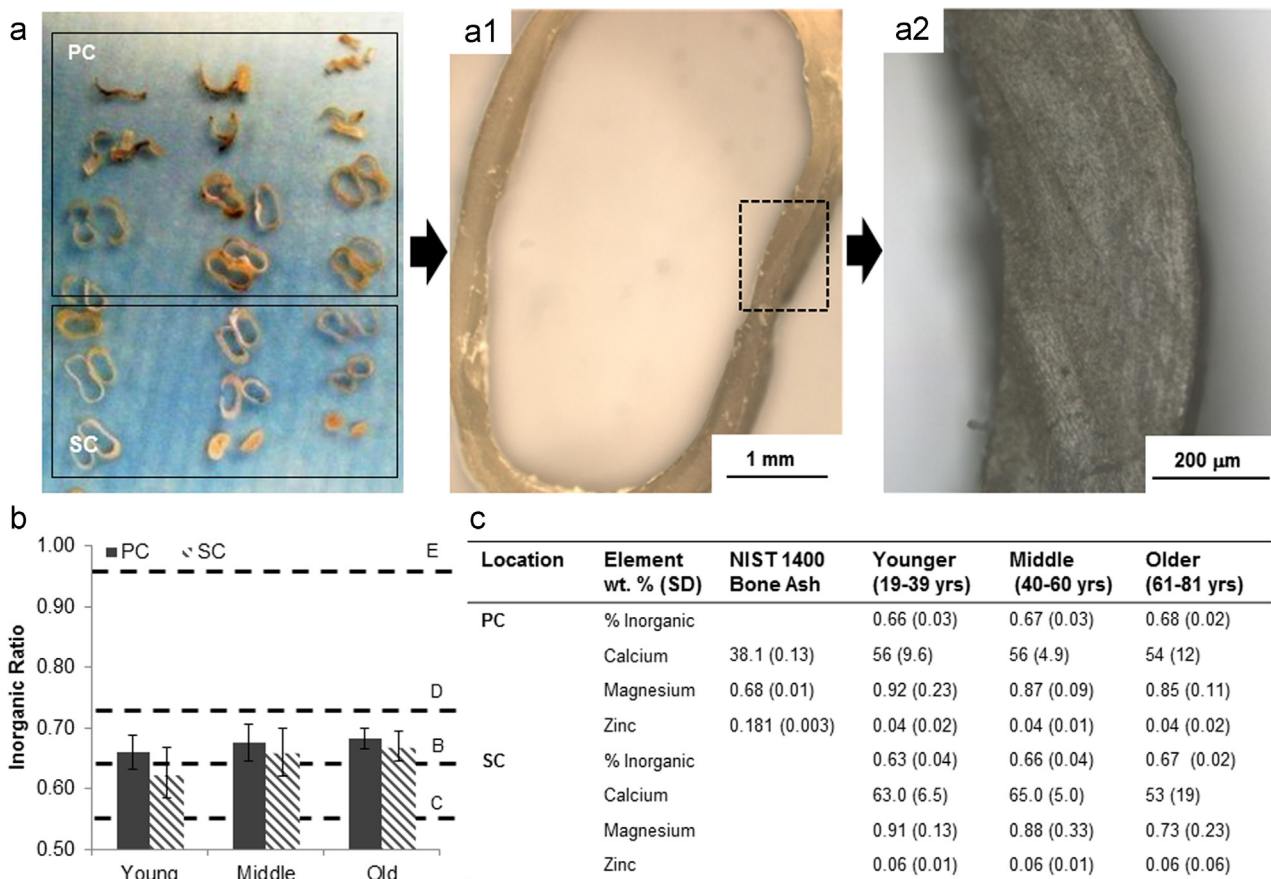 a
PC
SC
a1
1 mm
a2
200 μm
b
Inorganic Ratio
1.00
0.90
0.80
0.70
0.60
0.50
PC SC
E
D
B
C
Young Middle Old
c
Location Element wt. % (SD) NIST 1400 Bone Ash Younger (19-39 yrs) Middle (40-60 yrs) Older (61-81 yrs)
PC % Inorganic 0.66 (0.03) 0.67 (0.03) 0.68 (0.02)
Calcium 38.1 (0.13) 56 (9.6) 56 (4.9) 54 (12)
Magnesium 0.68 (0.01) 0.92 (0.23) 0.87 (0.09) 0.85 (0.11)
Zinc 0.181 (0.003) 0.04 (0.02) 0.04 (0.01) 0.04 (0.02)
SC % Inorganic 0.63 (0.04) 0.66 (0.04) 0.67 (0.02)
Calcium 63.0 (6.5) 65.0 (5.0) 53 (19)
Magnesium 0.91 (0.13) 0.88 (0.33) 0.73 (0.23)
Zinc 0.06 (0.01) 0.06 (0.01) 0.06 (0.06)